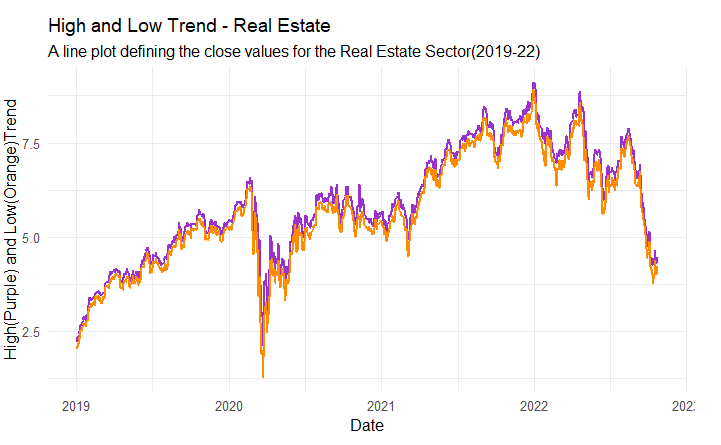 High and Low Trend - Real Estate
A line plot defining the close values for the Real Estate Sector(2019-22)
High(Purple) and Low(Orange)Trend
7.5
5.0
2.5
2019
2020
2021
2022
Date